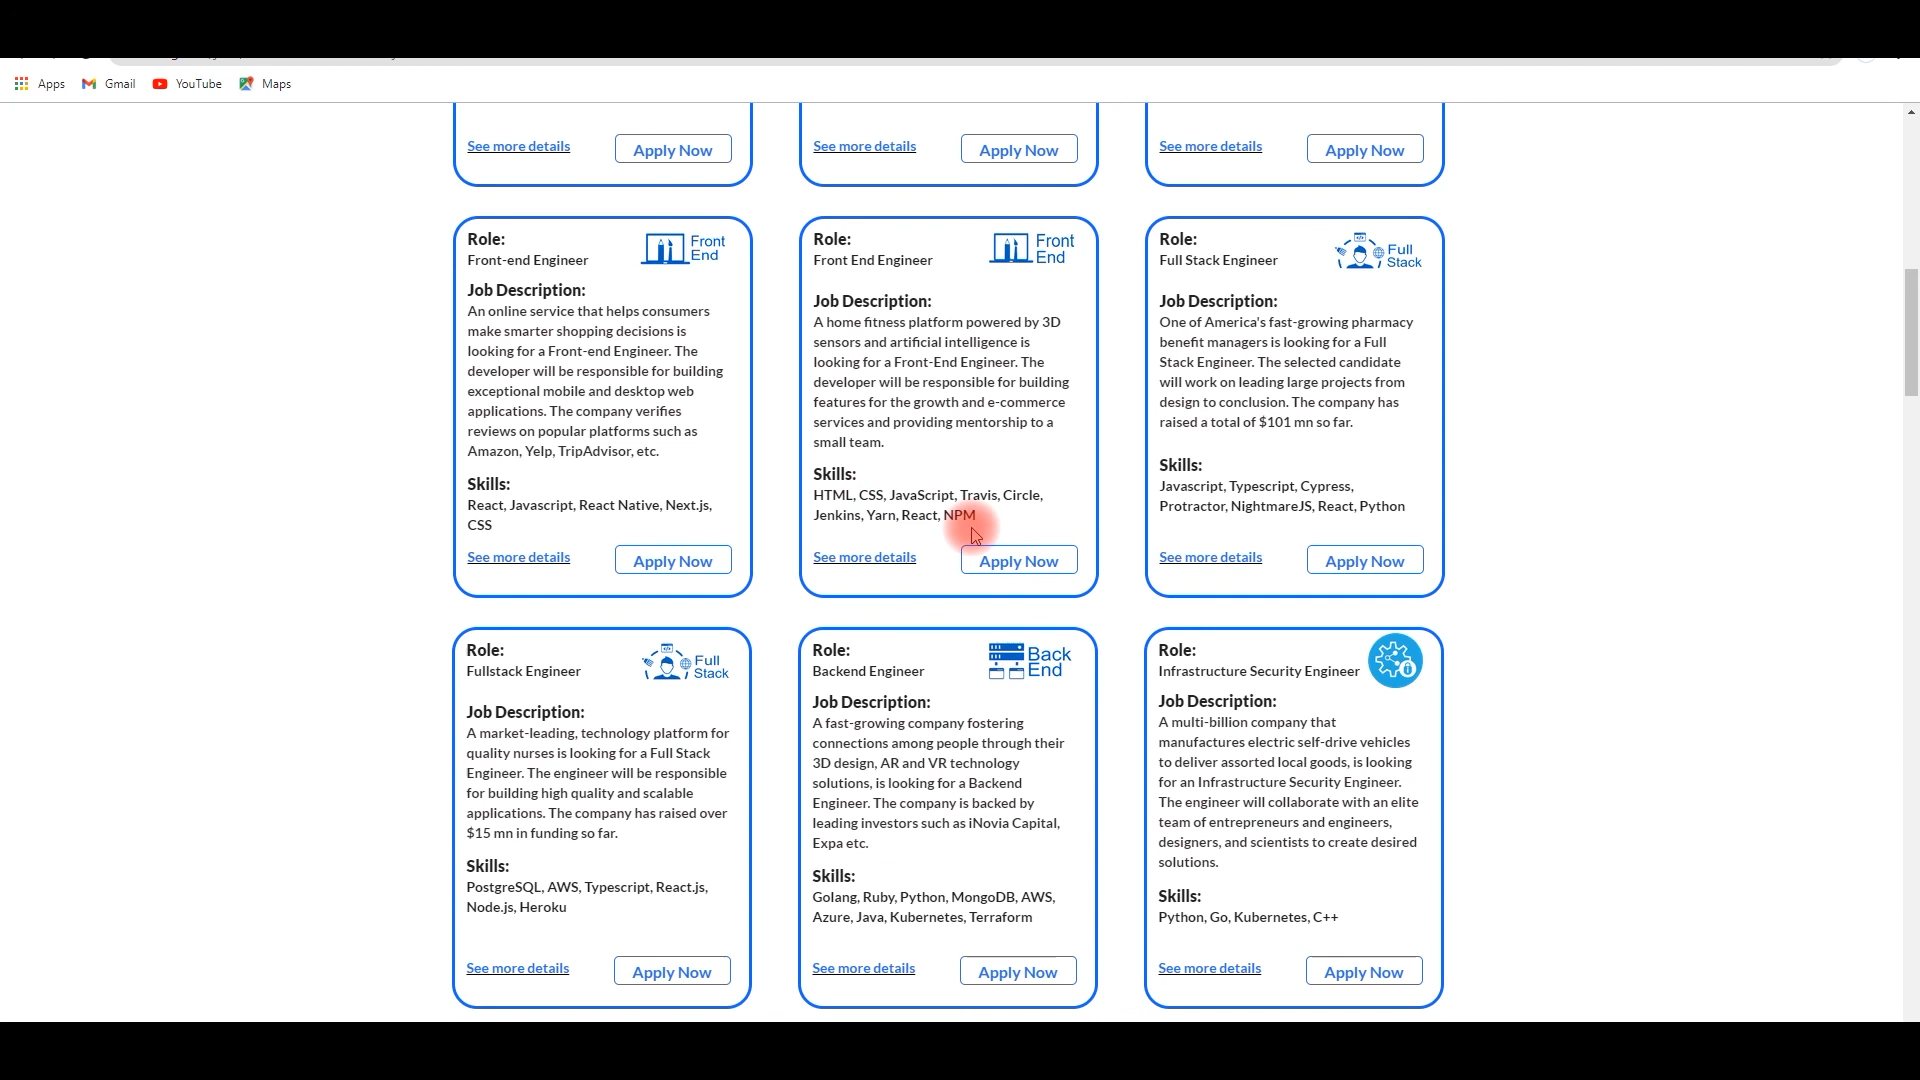 Apps Gmail YouTube Maps
See more details Apply Now
See more details Apply Now
See more details Apply Now
Role:
Front-end Engineer
Front
End
Job Description:
An online service that helps consumers
make smarter shopping decisions is
looking for a Front-end Engineer. The
developer will be responsible for building
exceptional mobile and desktop web
applications. The company verifies
reviews on popular platforms such as
Amazon, Yelp, TripAdvisor, etc.
Skills:
React, Javascript, React Native, Next.js,
CSS
See more details Apply Now
Role:
Front End Engineer
Front
End
Job Description:
A home fitness platform powered by 3D
sensors and artificial intelligence is
looking for a Front-End Engineer. The
developer will be responsible for building
features for the growth and e-commerce
services and providing mentorship to a
small team.
Skills:
HTML, CSS, JavaScript, Travis, Circle,
Jenkins, Yarn, React, NPM
See more details Apply Now
Role:
Full Stack Engineer
Full
Stack
Job Description:
One of America's fast-growing pharmacy
benefit managers is looking for a Full
Stack Engineer. The selected candidate
will work on leading large projects from
design to conclusion. The company has
raised a total of $101 mn so far.
Skills:
Javascript, Typescript, Cypress,
Protractor, NightmareJS, React, Python
See more details Apply Now
Role:
Fullstack Engineer
Full
Stack
Job Description:
A market-leading, technology platform for
quality nurses is looking for a Full Stack
Engineer. The engineer will be responsible
for building high quality and scalable
applications. The company has raised over
$15 mn in funding so far.
Skills:
PostgreSQL, AWS, Typescript, React.js,
Node.js, Heroku
See more details Apply Now
Role:
Backend Engineer
Back
End
Job Description:
A fast-growing company fostering
connections among people through their
3D design, AR and VR technology
solutions, is looking for a Backend
Engineer. The company is backed by
leading investors such as iNovia Capital,
Expa etc.
Skills:
Golang, Ruby, Python, MongoDB, AWS,
Azure, Java, Kubernetes, Terraform
See more details Apply Now
Role:
Infrastructure Security Engineer
Job Description:
A multi-billion company that
manufactures electric self-drive vehicles
to deliver assorted local goods, is looking
for an Infrastructure Security Engineer.
The engineer will collaborate with an elite
team of entrepreneurs and engineers,
designers, and scientists to create desired
solutions.
Skills:
Python, Go, Kubernetes, C++
See more details Apply Now